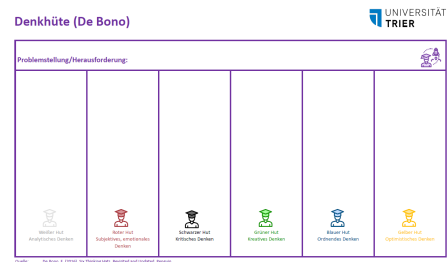 Denkhüte (De Bono)
UNIVERSITÄT
TRIER
Problemstellung/Herausforderung:
Weißer Hut
Analytisches Denken
Roter Hut
Subjektives, emotionales
Denken
Schwarzer Hut
Kritisches Denken
Grüner Hut
Kreatives Denken
Blauer Hut
Ordnendes Denken
Gelber Hut
Optimistisches Denken